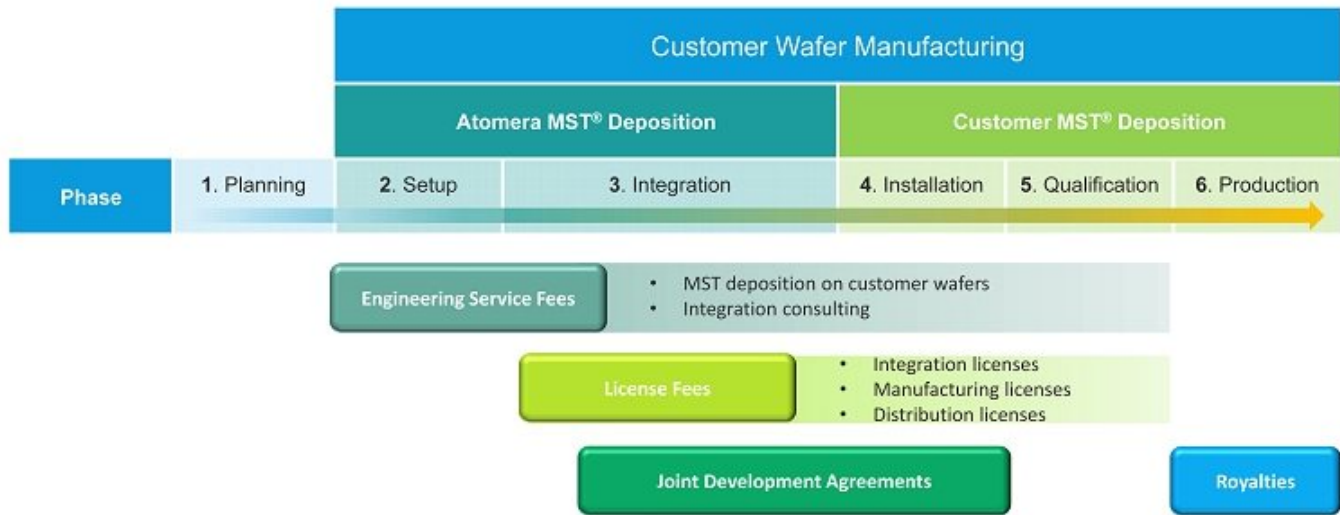 Customer Wafer Manufacturing
Atomera MST® Deposition
Customer MST® Deposition
Phase
1. Planning
2. Setup
3. Integration
4. Installation
5. Qualification
6. Production
Engineering Service Fees
• MST deposition on customer wafers
• Integration consulting
License Fees
• Integration licenses
• Manufacturing licenses
• Distribution licenses
Joint Development Agreements
Royalties